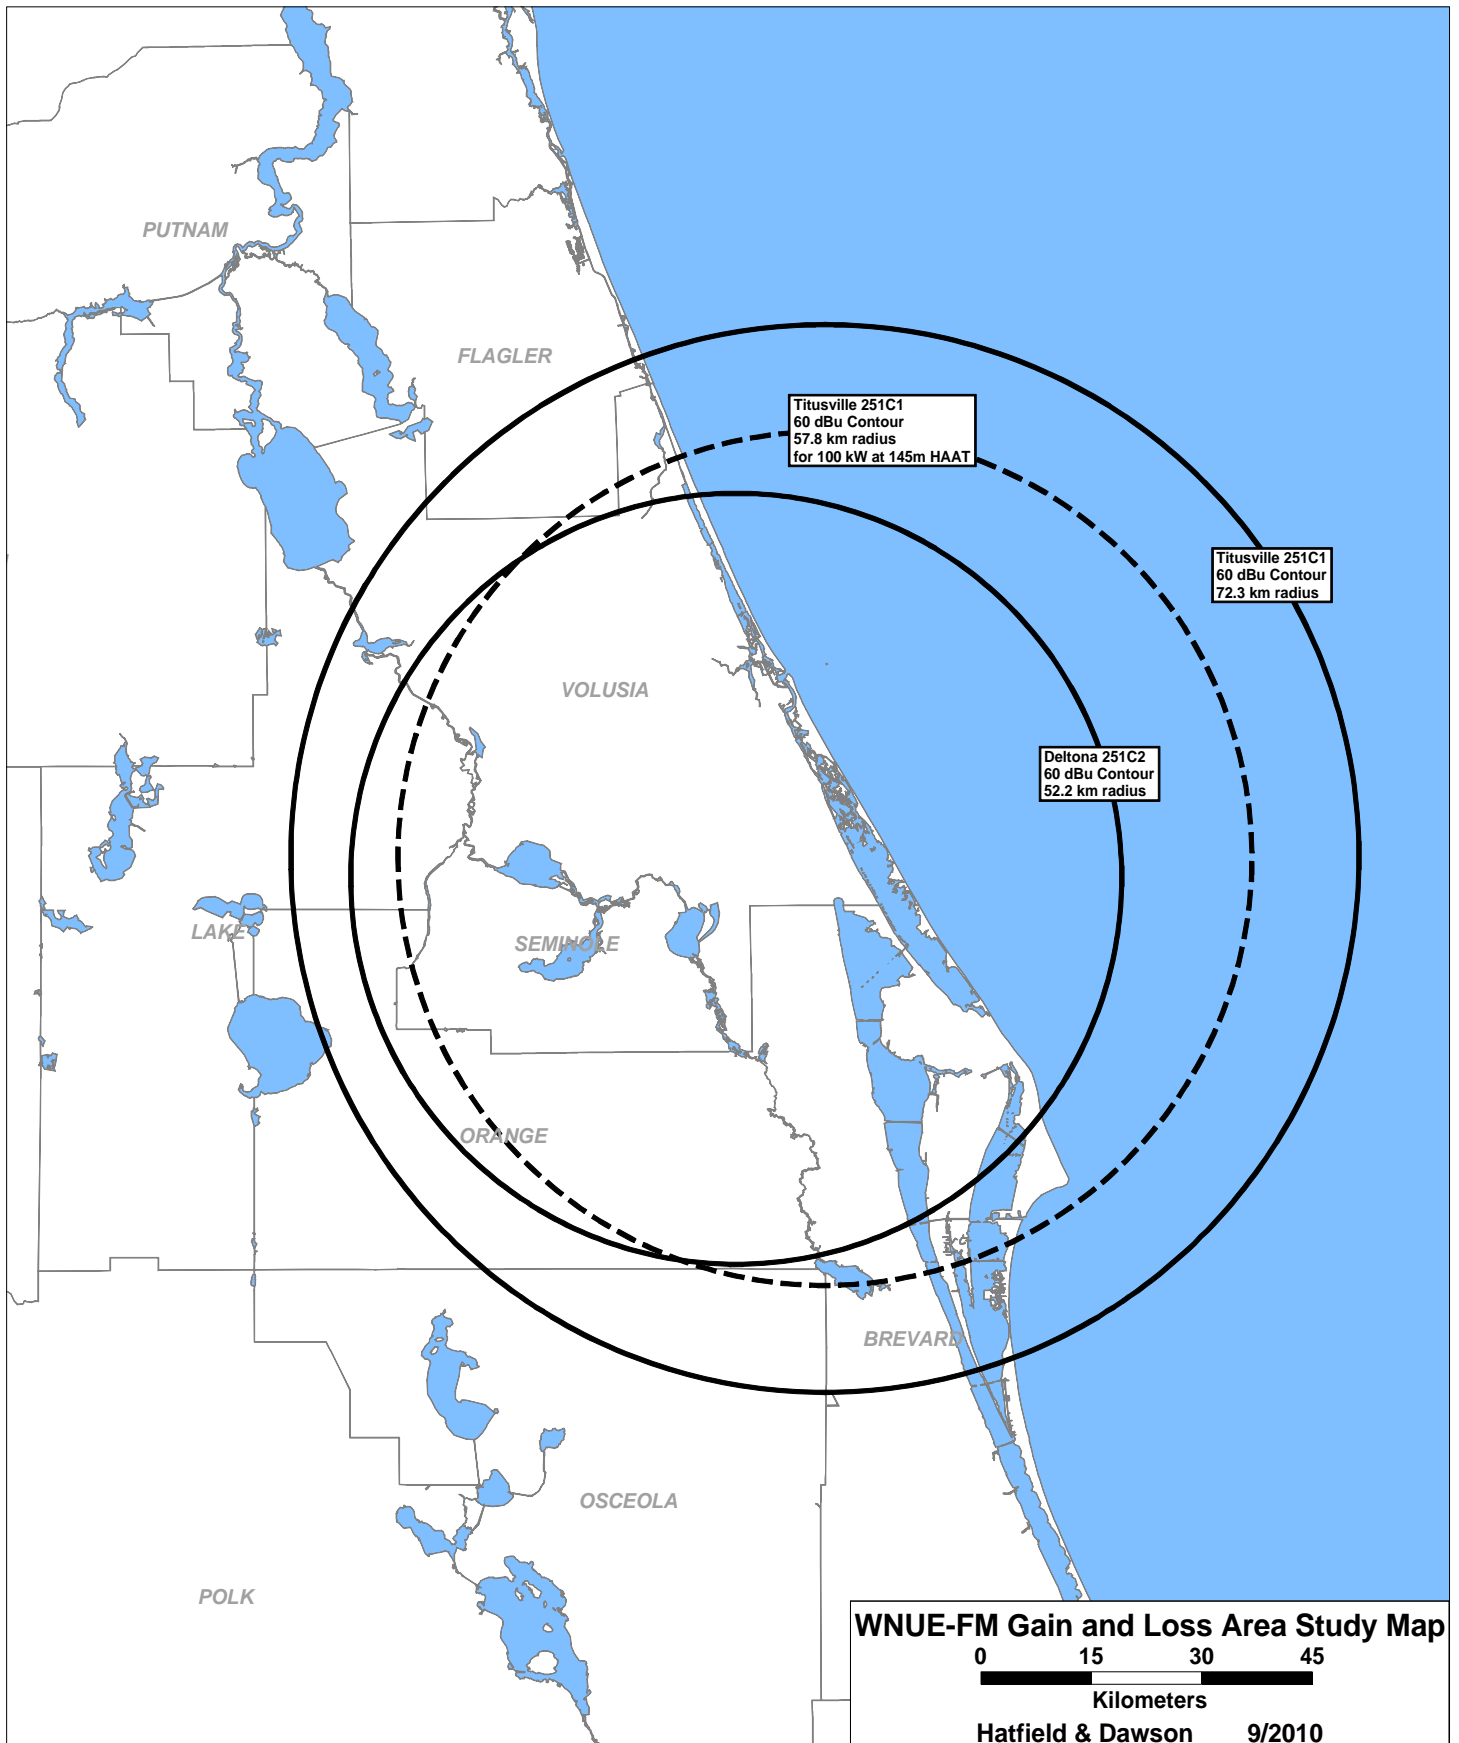 PUTNAM
FLAGLER
Titusville 251C1
60 dBu Contour
57.8 km radius
for 100 kW at 145m HAAT
Titusville 251C1
60 dBu Contour
72.3 km radius
VOLUSIA
Deltona 251C2
60 dBu Contour
52.2 km radius
LAKE
SEMINOLE
ORANGE
BREVARD
OSCEOLA
POLK
WNUE-FM Gain and Loss Area Study Map
0 15 30 45
Kilometers
Hatfield & Dawson 9/2010